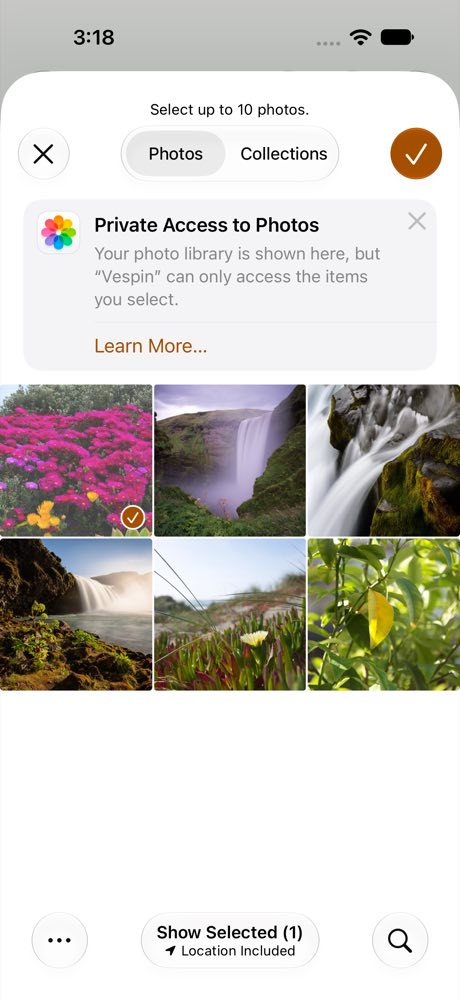 3:18
Select up to 10 photos.
Photos
Collections
Private Access to Photos
Your photo library is shown here, but
“Vespin” can only access the items
you select.
Learn More...
Show Selected (1)
Location Included